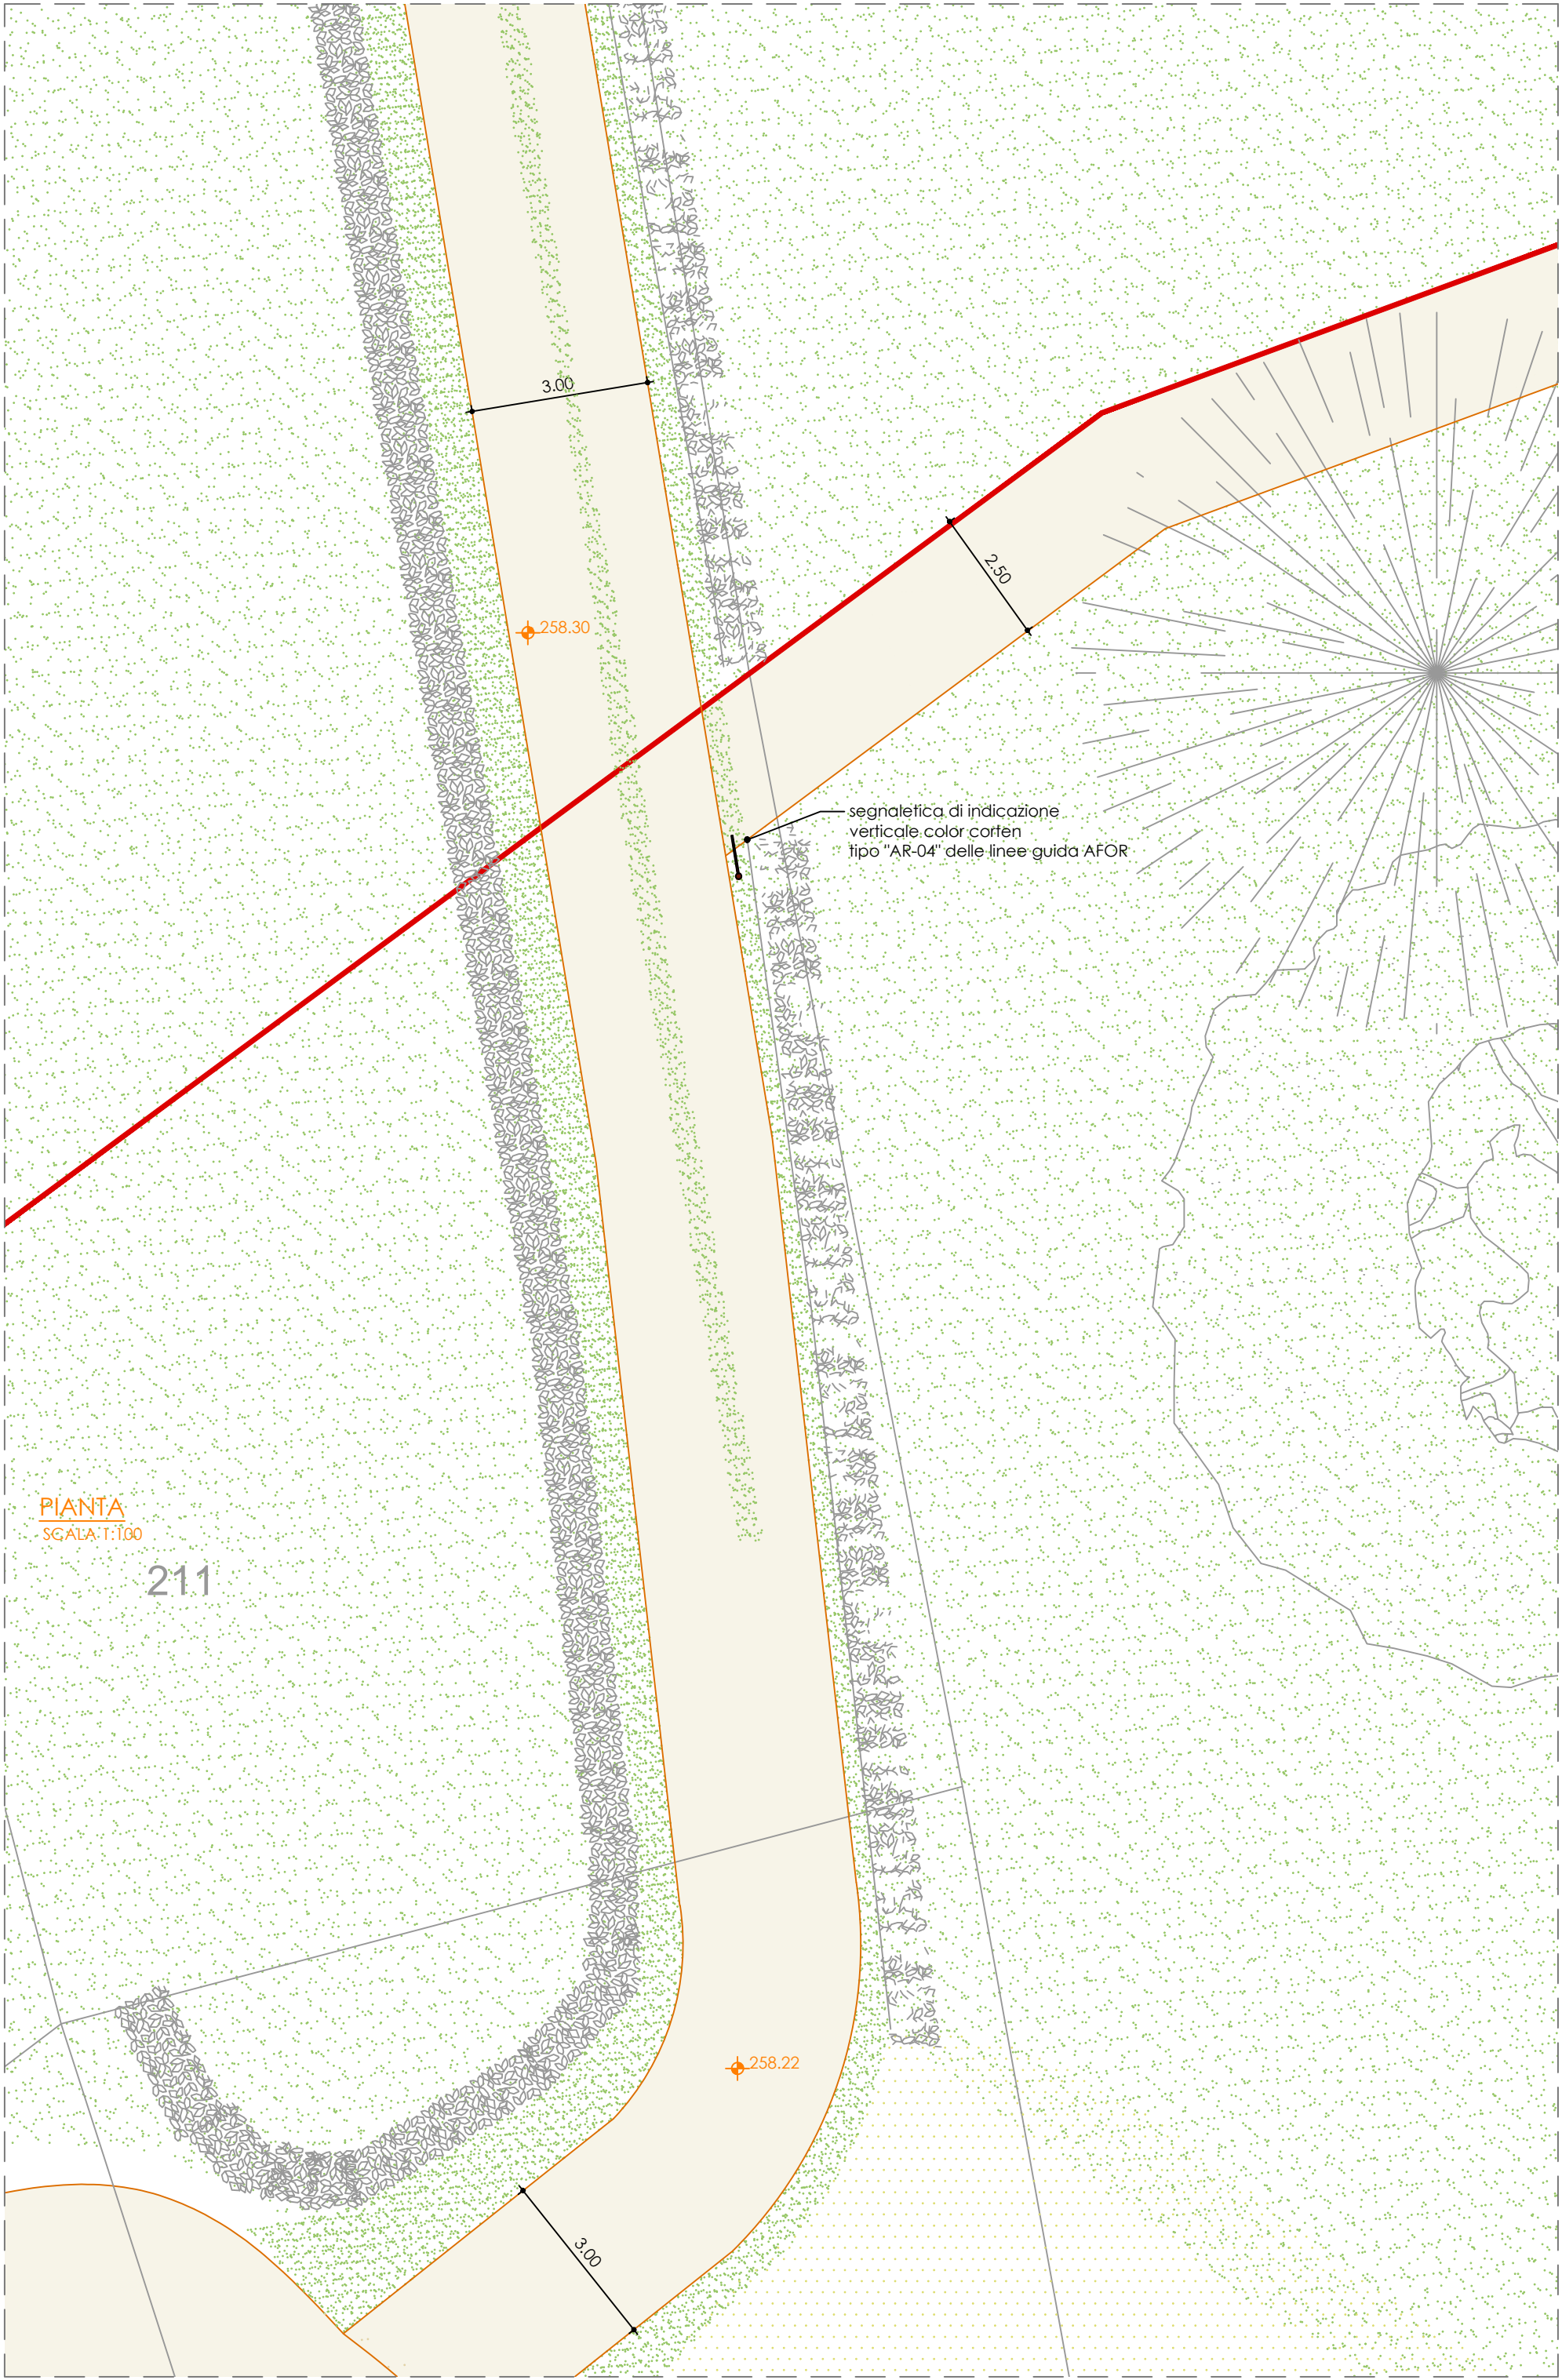 3.00
2.50
258.30
segnaletica di indicazione
verticale color corten
tipo "AR-04" delle linee guida AFOR
PIANTA
SCALA 1:100
211
258.22
3.00